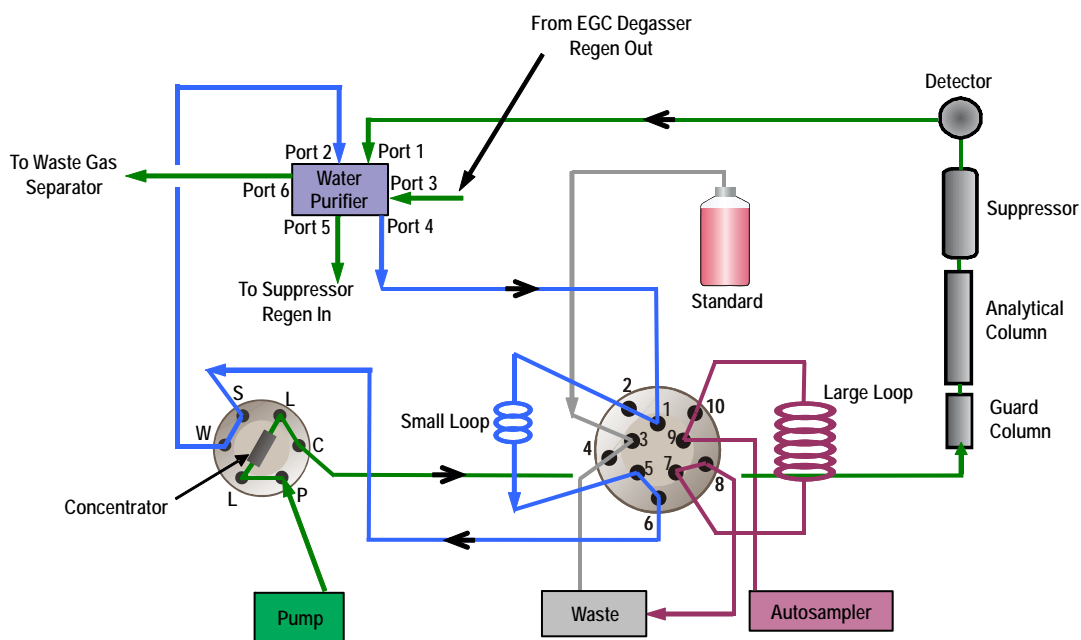 From EGC Degasser
Regen Out
Detector
To Waste Gas
Separator
Port 2
Port 1
Port 6
Water
Purifier
Port 3
Port 5
Port 4
To Suppressor
Regen In
Standard
Suppressor
Analytical
Column
Guard
Column
Small Loop
Large Loop
S
L
W
C
L
P
Concentrator
2
1
10
3
9
4
5
7
8
6
Pump
Waste
Autosampler